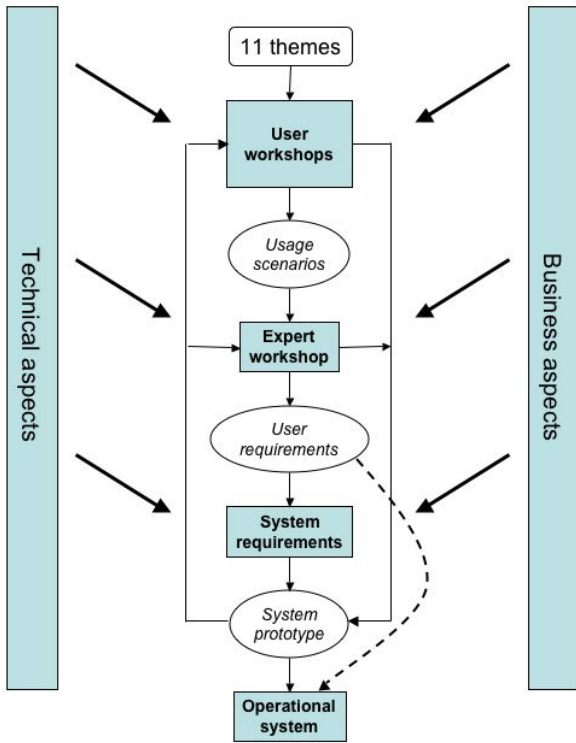 11 themes
User
workshops
Usage
scenarios
Technical aspects
Business aspects
Expert
workshop
User
requirements
System
requirements
System
prototype
Operational
system